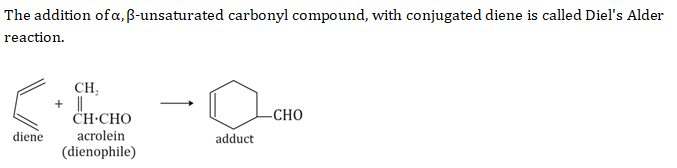 The addition of α, β-unsaturated carbonyl compound, with conjugated diene is called Diel's Alder
reaction.
CH₂
+ ||
CH·CHO
diene
acrolein
(dienophile)
CHO
adduct